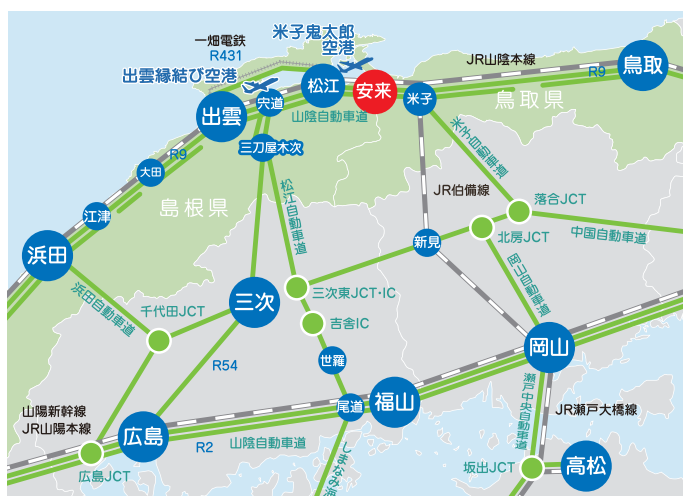 一畑電鉄
R431
米子鬼太郎
空港
出雲縁結び空港
JR山陰本線
鳥取
R9
松江
安来
米子
宍道
出雲
山陰自動車道
鳥取県
三刀屋木次
米子自動車道
R9
大田
松江自動車道
JR伯備線
落合JCT
江津
島根県
北房JCT
中国自動車道
新見
浜田
岡山自動車道
浜田自動車道
千代田JCT
三次
三次東JCT・IC
吉舎IC
岡山
R54
世羅
瀬戸中央自動車道
山陽新幹線
JR山陽本線
福山
尾道
JR瀬戸大橋線
広島
R2
山陰自動車道
しまなみ海
坂出JCT
高松
広島JCT